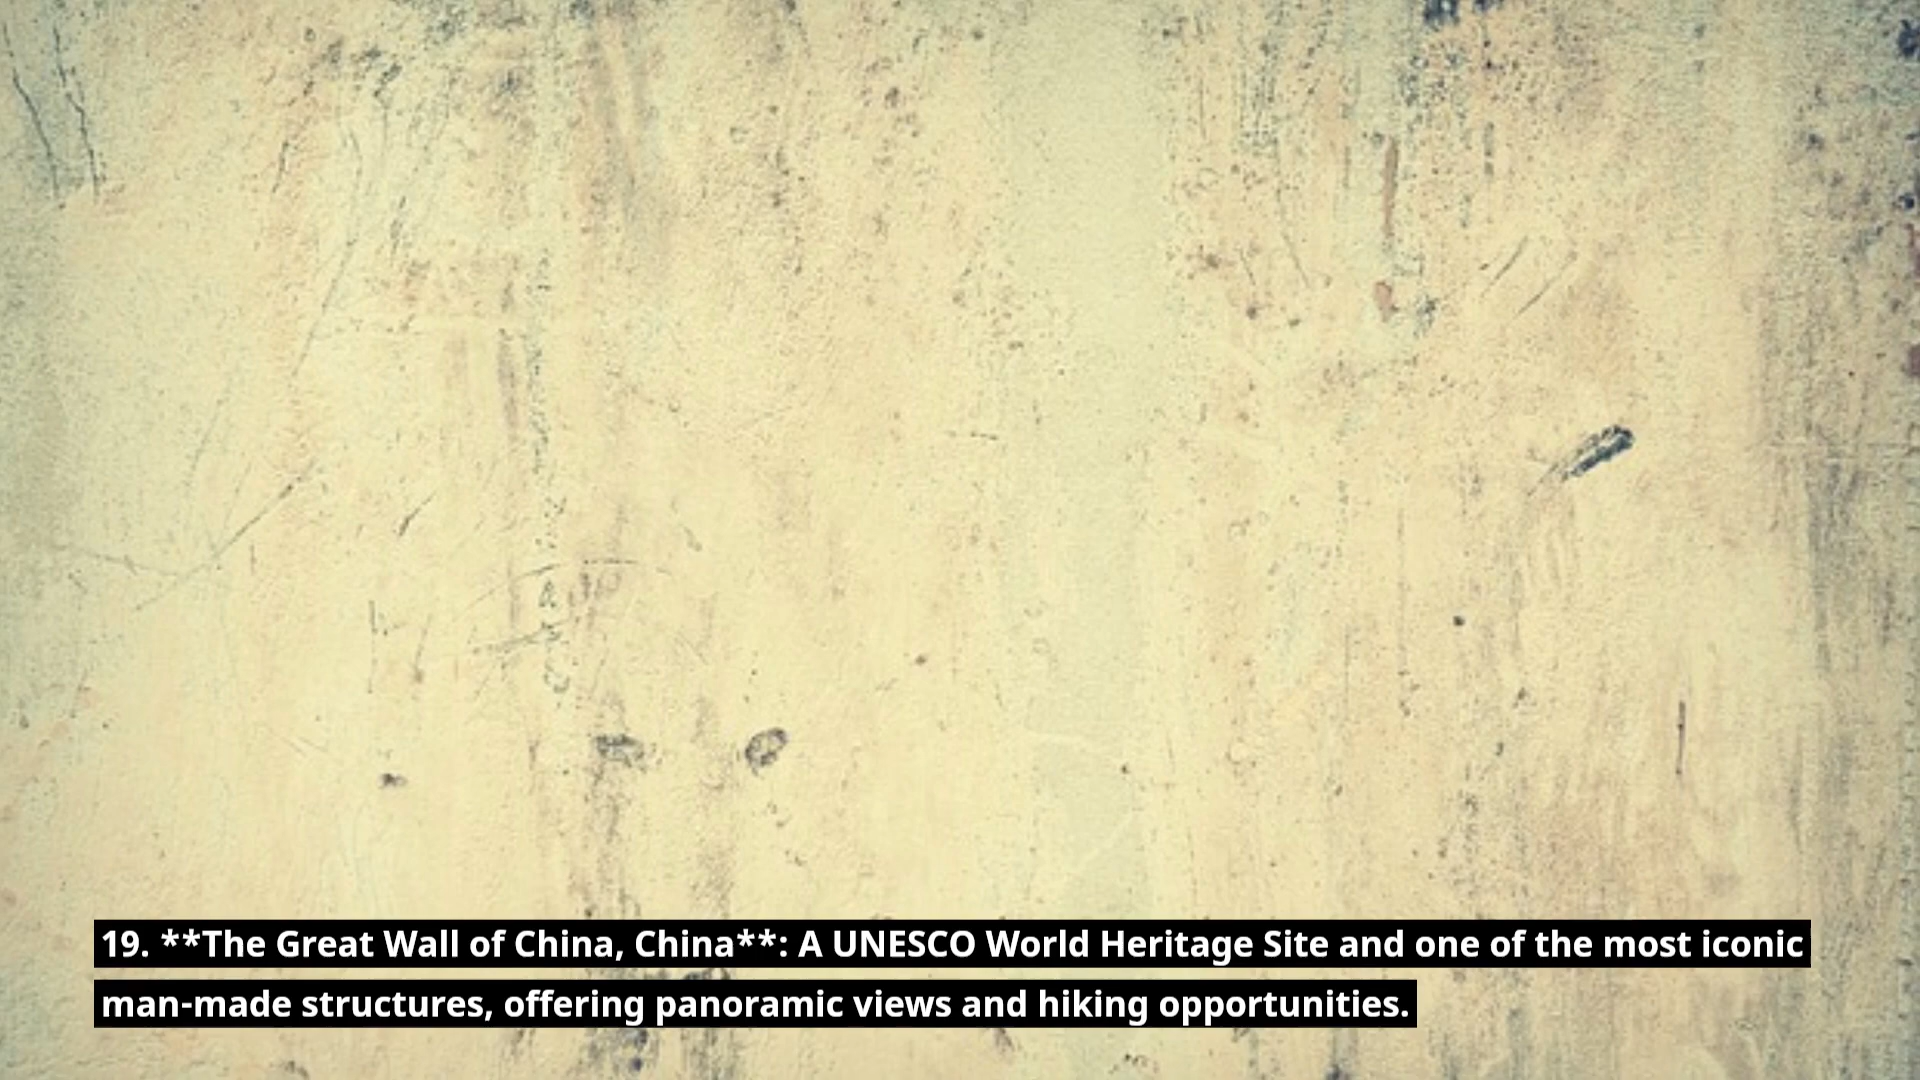 19. **The Great Wall of China, China**: A UNESCO World Heritage Site and one of the most iconic
man-made structures, offering panoramic views and hiking opportunities.